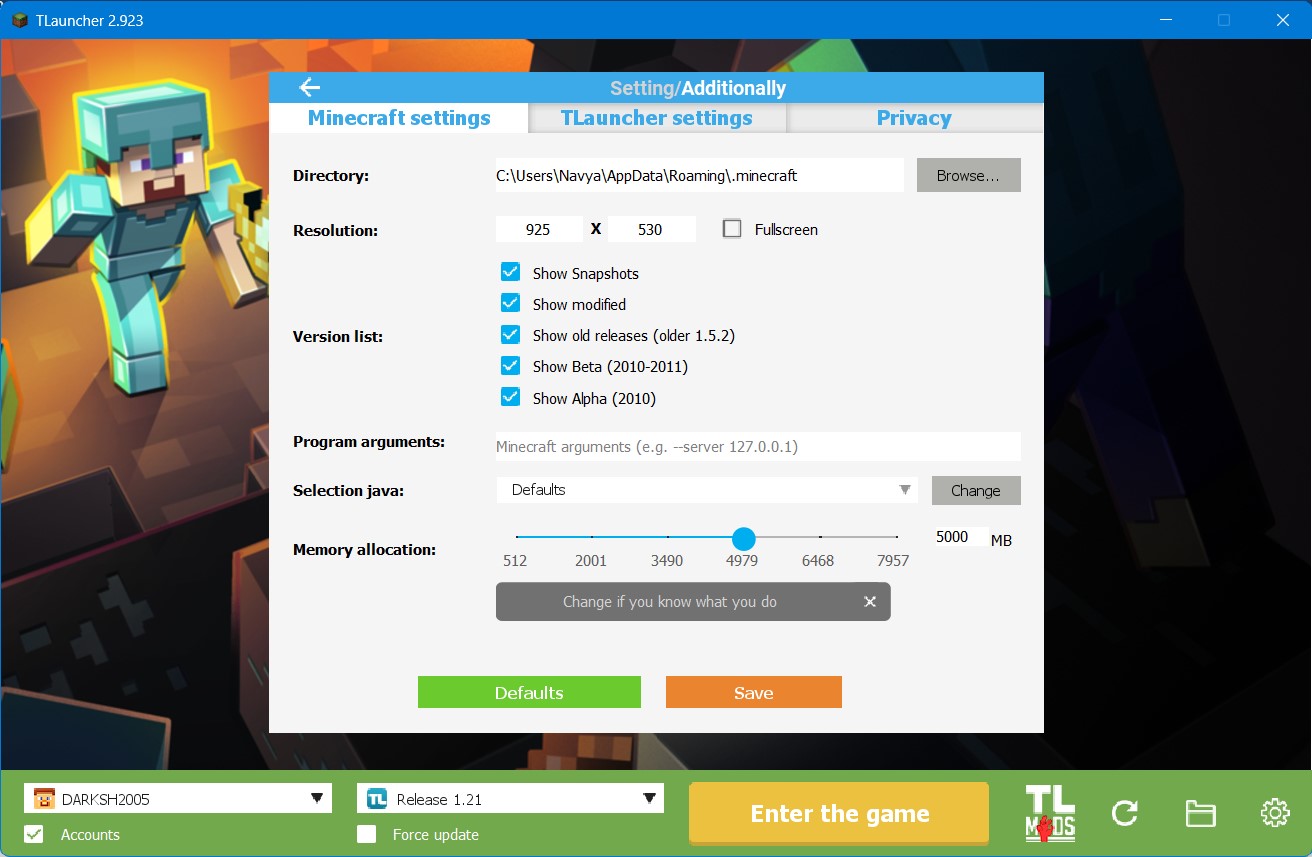 TLauncher 2.923
Setting/Additionally
Minecraft settings
TLauncher settings
Privacy
Directory:
C:\Users\Navya\AppData\Roaming\.minecraft
Browse...
Resolution:
925 X 530
Fullscreen
Show Snapshots
Show modified
Version list:
Show old releases (older 1.5.2)
Show Beta (2010-2011)
Show Alpha (2010)
Program arguments:
Minecraft arguments (e.g. --server 127.0.0.1)
Selection java:
Defaults
Change
Memory allocation:
5000 MB
512 2001 3490 4979 6468 7957
Change if you know what you do
Defaults
Save
DARKSH2005
TL
Release 1.21
Accounts
Force update
Enter the game
TL
MODS